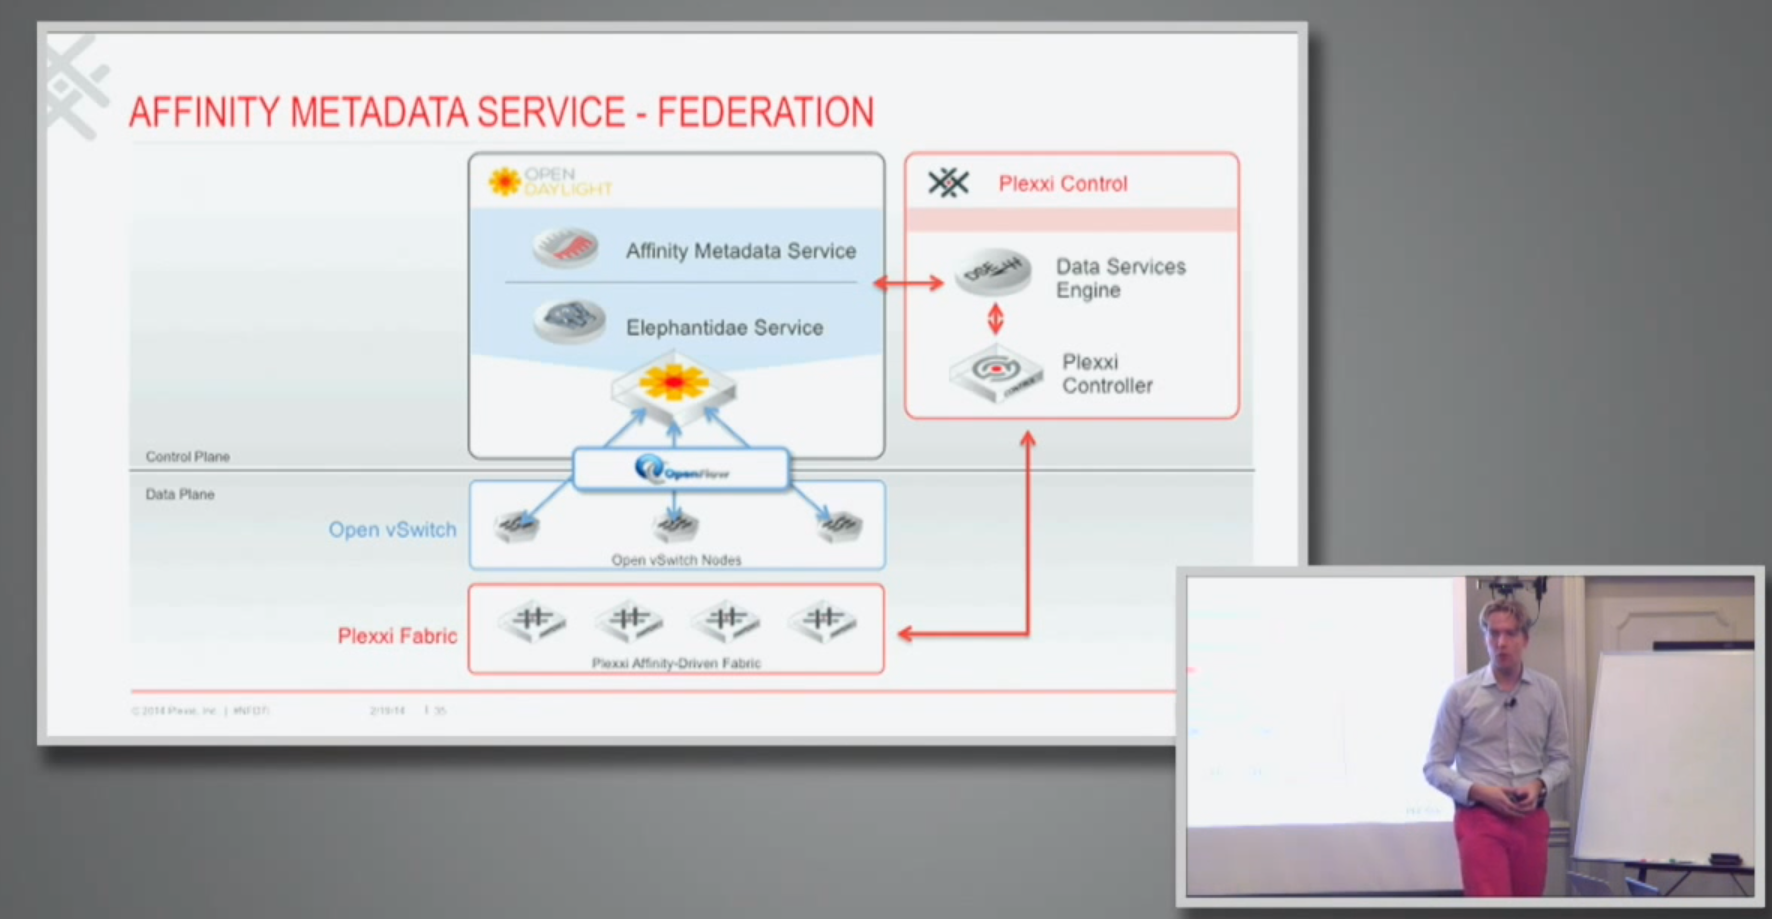 AFFINITY METADATA SERVICE - FEDERATION
OPEN
DAYLIGHT
Plexxi Control
Affinity Metadata Service
Data Services
Engine
Elephantidae Service
Plexxi
Controller
Control Plane
OpenFlow
Data Plane
Open vSwitch
Open vSwitch Nodes
Plexxi Fabric
Plexxi Affinity-Driven Fabric
© 2014 Plexxi, Inc. |
2/19/14 | 35